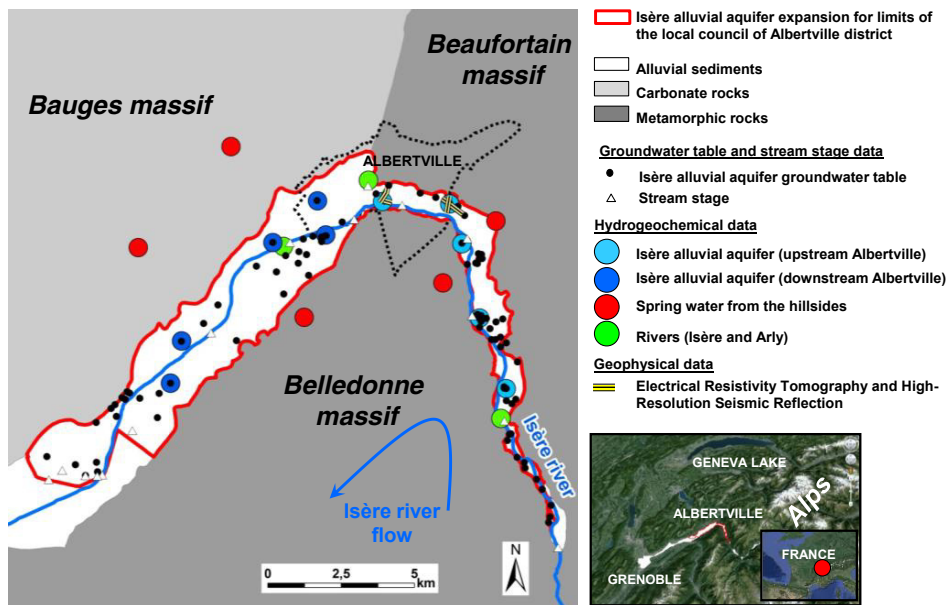 Beaufortain
massif
Bauges massif
ALBERTVILLE
Belledonne
massif
Isère river
Isère river
flow
N
0 2,5 5
km
Isère alluvial aquifer expansion for limits of
the local council of Albertville district
Alluvial sediments
Carbonate rocks
Metamorphic rocks
Groundwater table and stream stage data
Isère alluvial aquifer groundwater table
Stream stage
Hydrogeochemical data
Isère alluvial aquifer (upstream Albertville)
Isère alluvial aquifer (downstream Albertville)
Spring water from the hillsides
Rivers (Isère and Arly)
Geophysical data
Electrical Resistivity Tomography and High-
Resolution Seismic Reflection
GENEVA LAKE
Alps
ALBERTVILLE
FRANCE
GRENOBLE